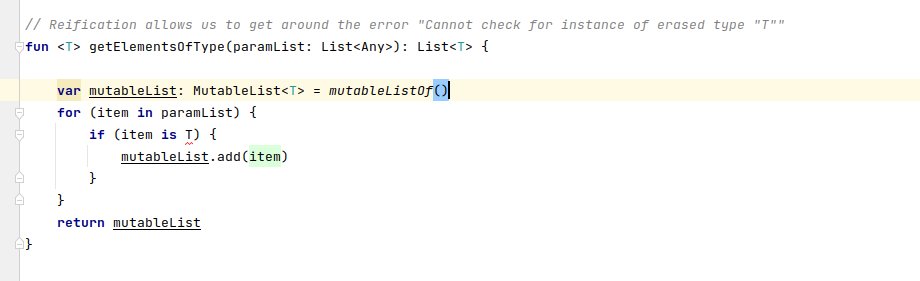 // Reification allows us to get around the error "Cannot check for instance of erased type "T""
fun <T> getElementsOfType(paramList: List<Any>): List<T> {
var mutableList: MutableList<T> = mutableListOf()
for (item in paramList) {
if (item is T) {
mutableList.add(item)
}
}
return mutableList
}